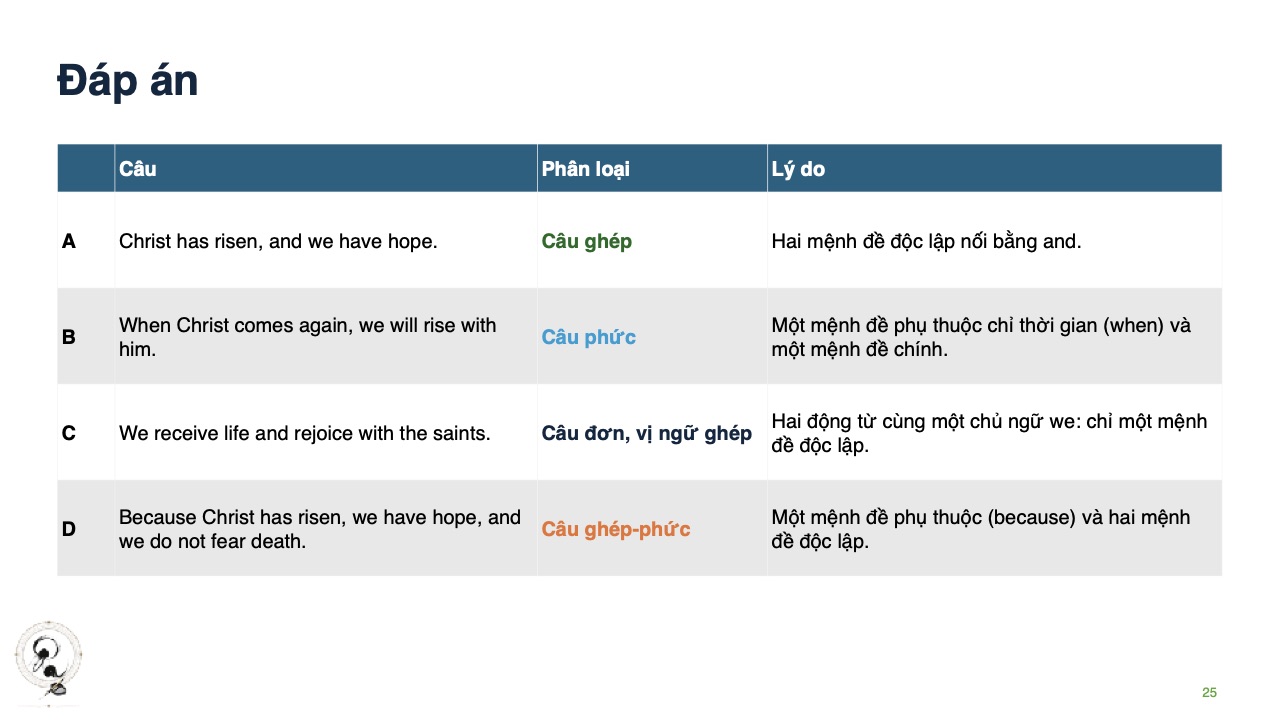 Đáp án
Câu
Phân loại
Lý do
A
Christ has risen, and we have hope.
Câu ghép
Hai mệnh đề độc lập nối bằng and.
B
When Christ comes again, we will rise with
him.
Câu phức
Một mệnh đề phụ thuộc chỉ thời gian (when) và
một mệnh đề chính.
C
We receive life and rejoice with the saints.
Câu đơn, vị ngữ ghép
Hai động từ cùng một chủ ngữ we: chỉ một mệnh
đề độc lập.
D
Because Christ has risen, we have hope, and
we do not fear death.
Câu ghép-phức
Một mệnh đề phụ thuộc (because) và hai mệnh
đề độc lập.
25